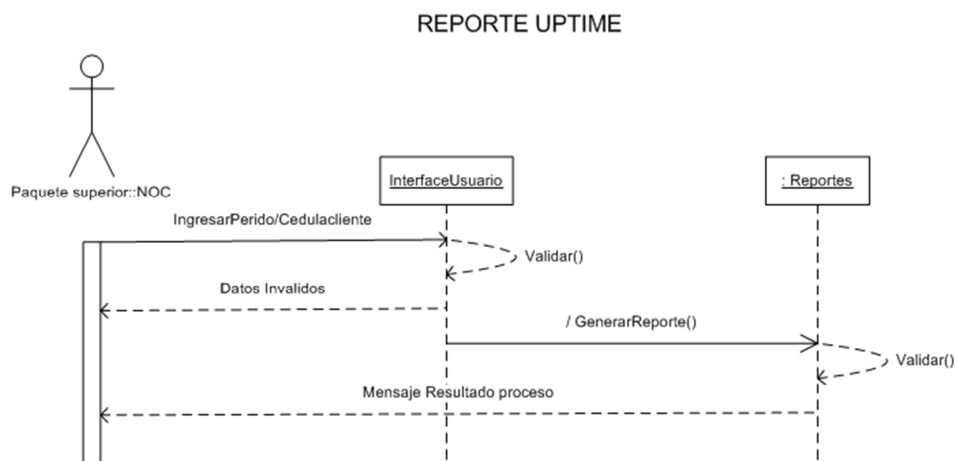 REPORTE UPTIME
Paquete superior::NOC
InterfaceUsuario
: Reportes
IngresarPerido/Cedulacliente
Validar()
Datos Invalidos
/ GenerarReporte()
Validar()
Mensaje Resultado proceso